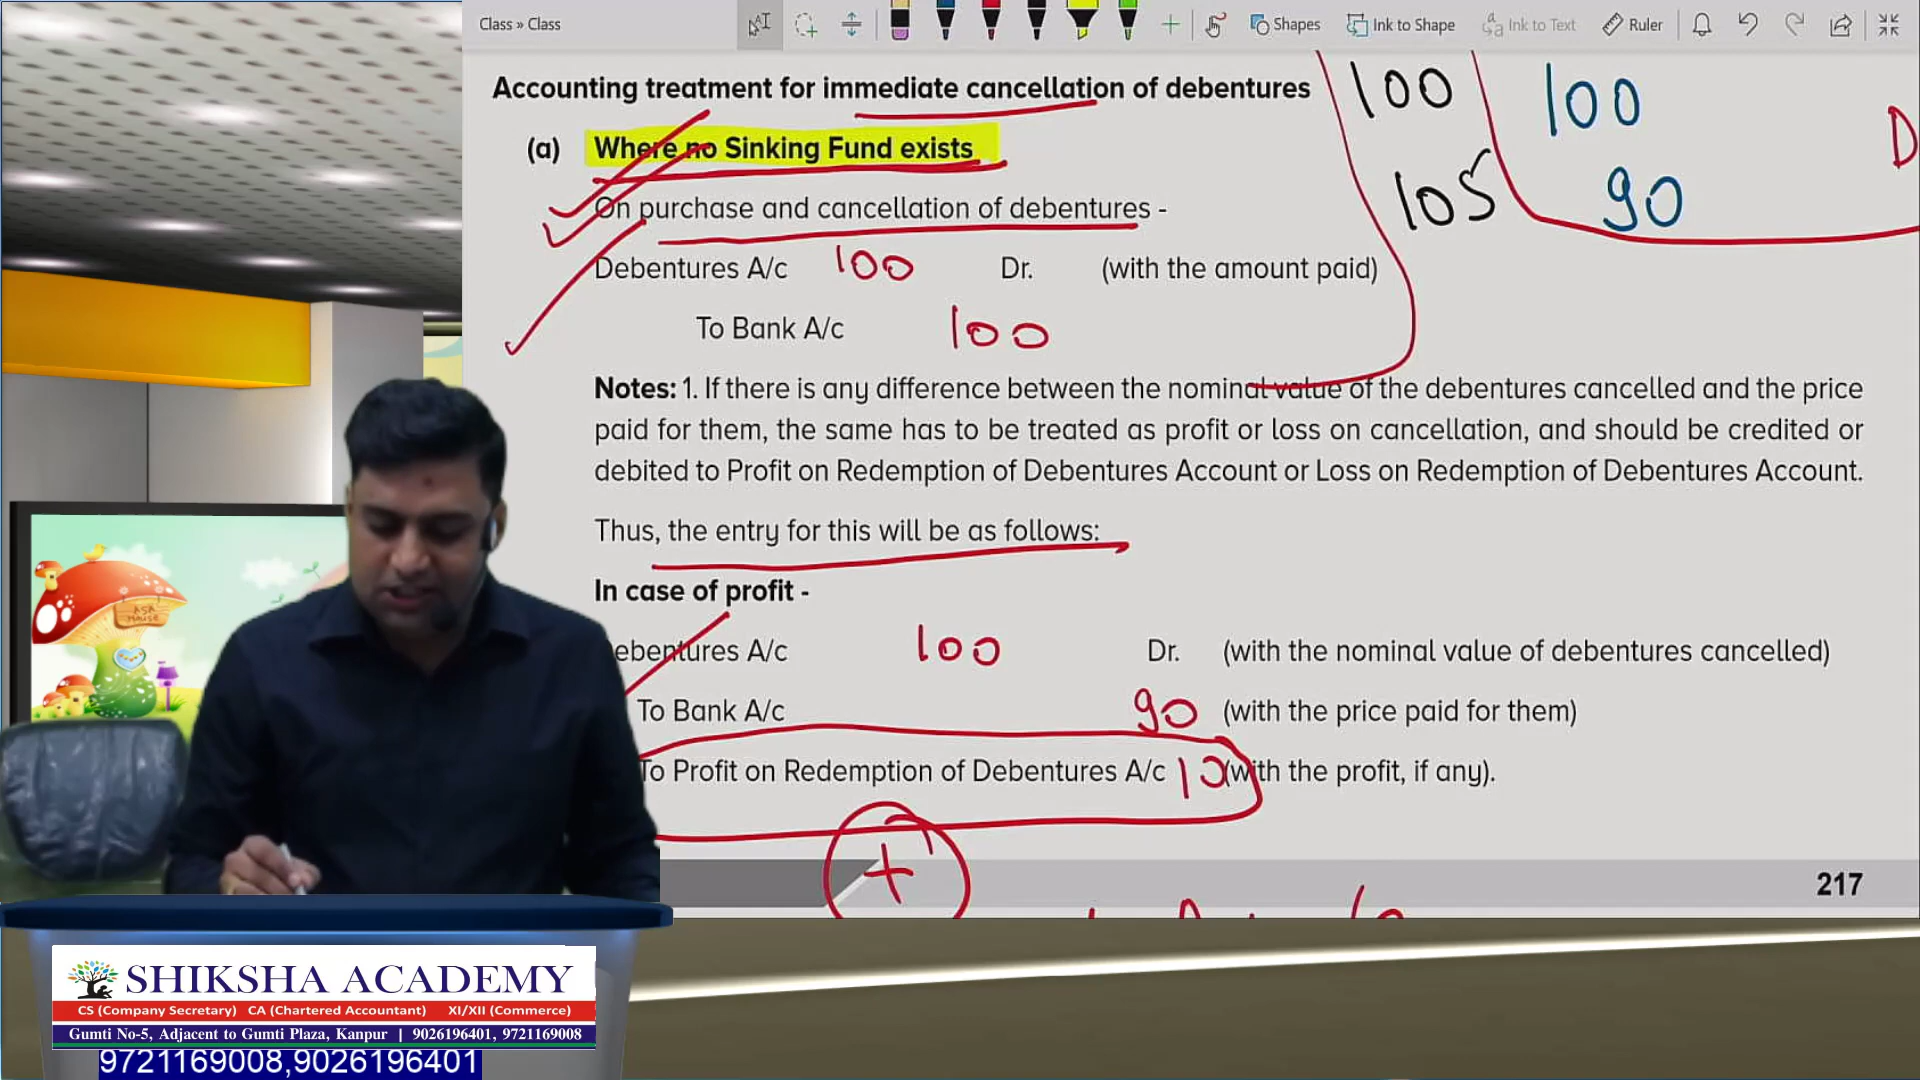 Class » Class
Shapes
Ink to Shape
Ink to Text
Ruler
Accounting treatment for immediate cancellation of debentures
100
100
D
(a) Where no Sinking Fund exists
105
90
On purchase and cancellation of debentures -
Debentures A/c 100 Dr. (with the amount paid)
To Bank A/c 100
Notes: 1. If there is any difference between the nominal value of the debentures cancelled and the price
paid for them, the same has to be treated as profit or loss on cancellation, and should be credited or
debited to Profit on Redemption of Debentures Account or Loss on Redemption of Debentures Account.
Thus, the entry for this will be as follows:
In case of profit -
ebentures A/c 100 Dr. (with the nominal value of debentures cancelled)
To Bank A/c 90 (with the price paid for them)
To Profit on Redemption of Debentures A/c 10 (with the profit, if any).
+
217
SHIKSHA ACADEMY
CS (Company Secretary) CA (Chartered Accountant) XI/XII (Commerce)
Gumti No-5, Adjacent to Gumti Plaza, Kanpur | 9026196401, 9721169008
9721169008,9026196401